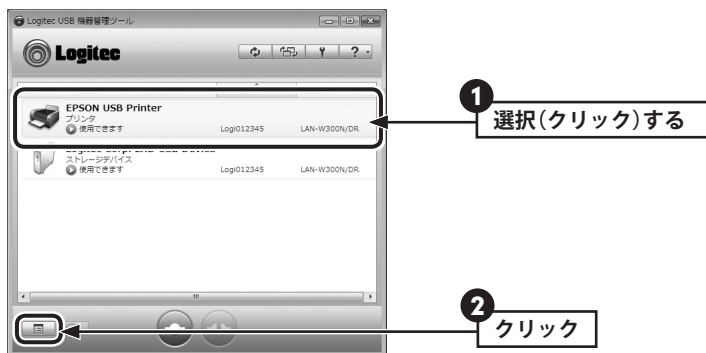 Logitec USB 機器管理ツール
Logitec
?
EPSON USB Printer
プリンタ
使用できます Logi012345 LAN-W300N/DR
ストレージデバイス
使用できます Logi012345 LAN-W300N/DR
1
選択(クリック)する
2
クリック